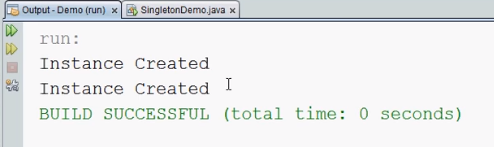 Output - Demo (run) × SingletonDemo.java ×
run:
Instance Created
Instance Created
BUILD SUCCESSFUL (total time: 0 seconds)